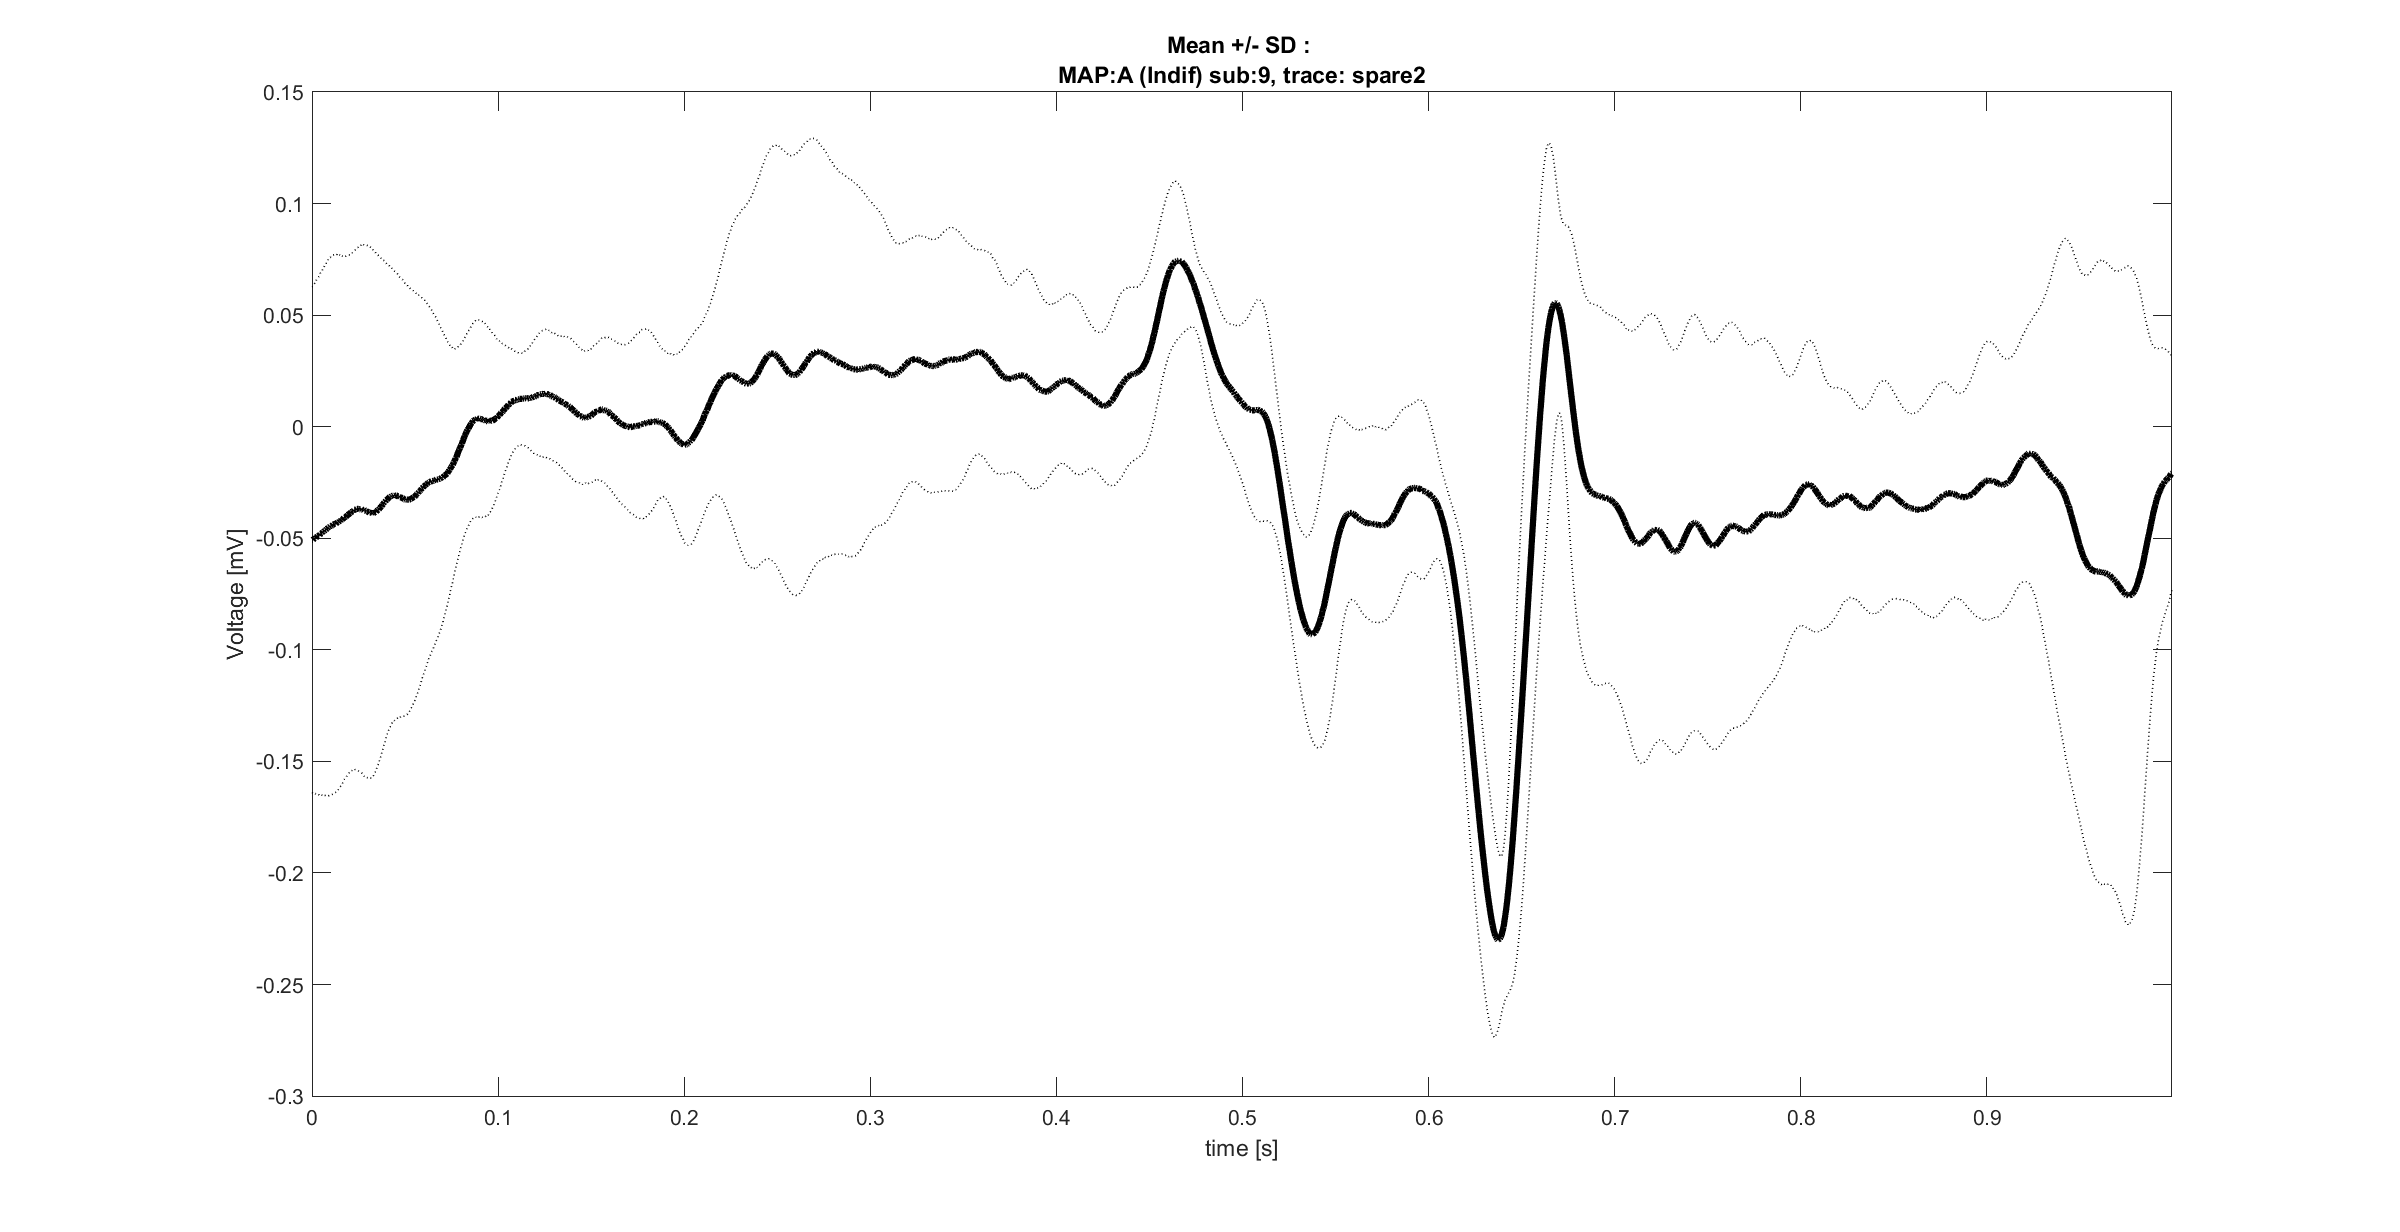 Mean +/- SD :
MAP:A (Indif) sub:9, trace: spare2
0.15
0.1
0.05
0
-0.05
-0.1
-0.15
-0.2
-0.25
-0.3
Voltage [mV]
0 0.1 0.2 0.3 0.4 0.5 0.6 0.7 0.8 0.9
time [s]